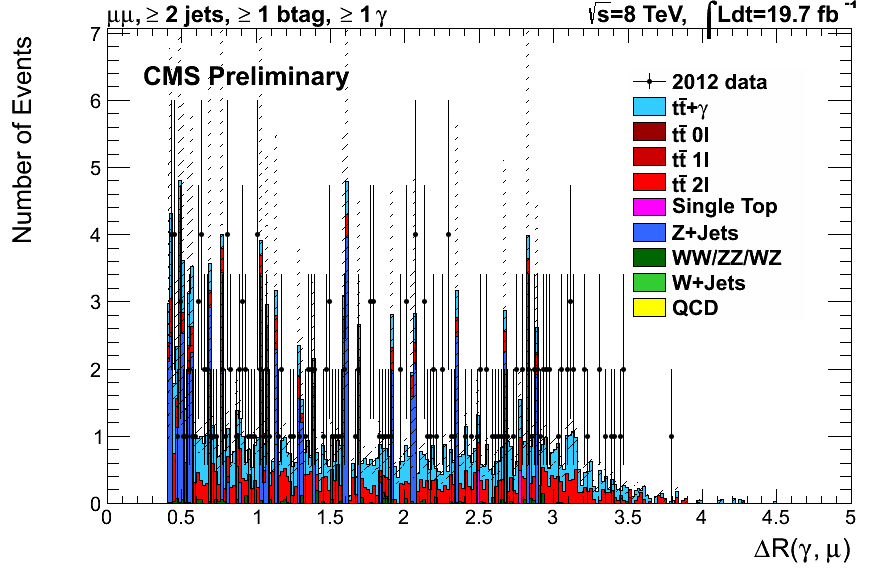 μμ, ≥ 2 jets, ≥ 1 btag, ≥ 1 γ
√s=8 TeV, ∫Ldt=19.7 fb⁻¹
CMS Preliminary
Number of Events
7
6
5
4
3
2
1
0
2012 data
tt̄+γ
tt̄ 0l
tt̄ 1l
tt̄ 2l
Single Top
Z+Jets
WW/ZZ/WZ
W+Jets
QCD
0 0.5 1 1.5 2 2.5 3 3.5 4 4.5 5
ΔR(γ, μ)